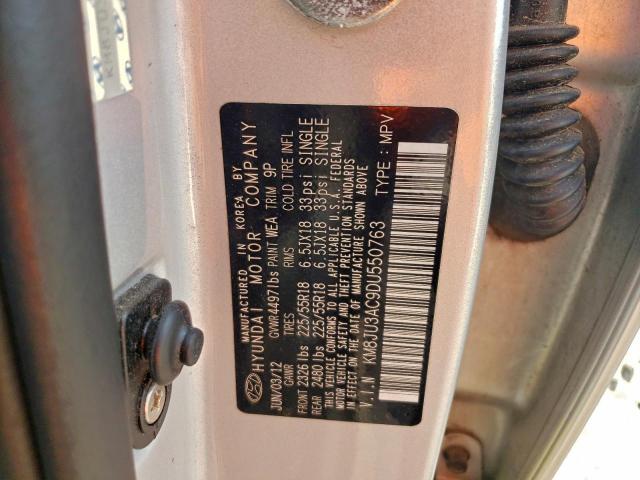 MANUFACTURED IN KOREA BY
HYUNDAI MOTOR COMPANY
JUN/03/12 GVWR 4497lbs PAINT WEA TRIM 9P
GAWR TIRES RIMS COLD TIRE INFL
FRONT 2326 lbs 225/55R18 6.5JX18 33psi SINGLE
REAR 2480 lbs 225/55R18 6.5JX18 33psi SINGLE
THIS VEHICLE CONFORMS TO ALL APPLICABLE U.S.A. FEDERAL
MOTOR VEHICLE SAFETY AND THEFT PREVENTION STANDARDS
IN EFFECT ON THE DATE OF MANUFACTURE SHOWN ABOVE
V.I.N KM8JU3AC9DU550763 TYPE : MPV